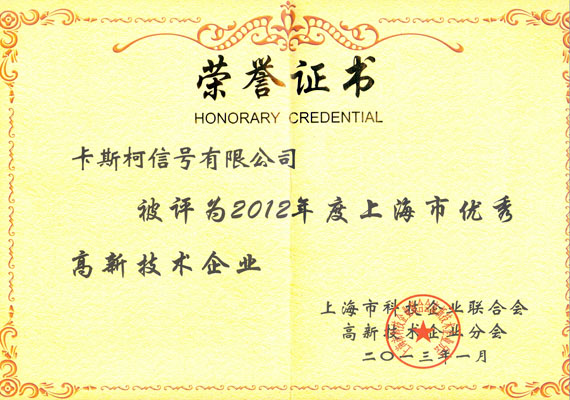 荣誉证书
HONORARY CREDENTIAL
卡斯柯信号有限公司
被评为2012年度上海市优秀
高新技术企业
上海市科技企业联合会
高新技术企业分会
二〇一三年一月